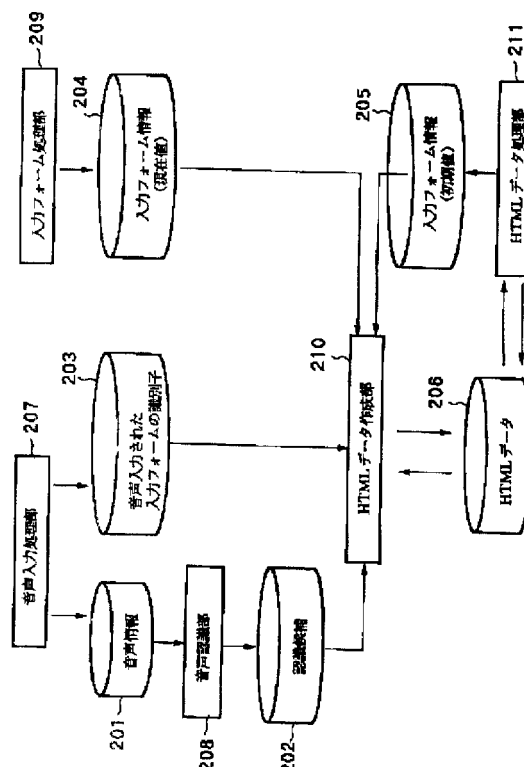 209
入力フォーム処理部
204
入力フォーム情報
(現在値)
205
入力フォーム情報
(初期値)
211
HTMLデータ処理部
207
音声入力処理部
203
音声入力された
入力フォームの識別子
210
HTMLデータ作成部
206
HTMLデータ
音声情報
201
音声認識部
208
認識候補
202